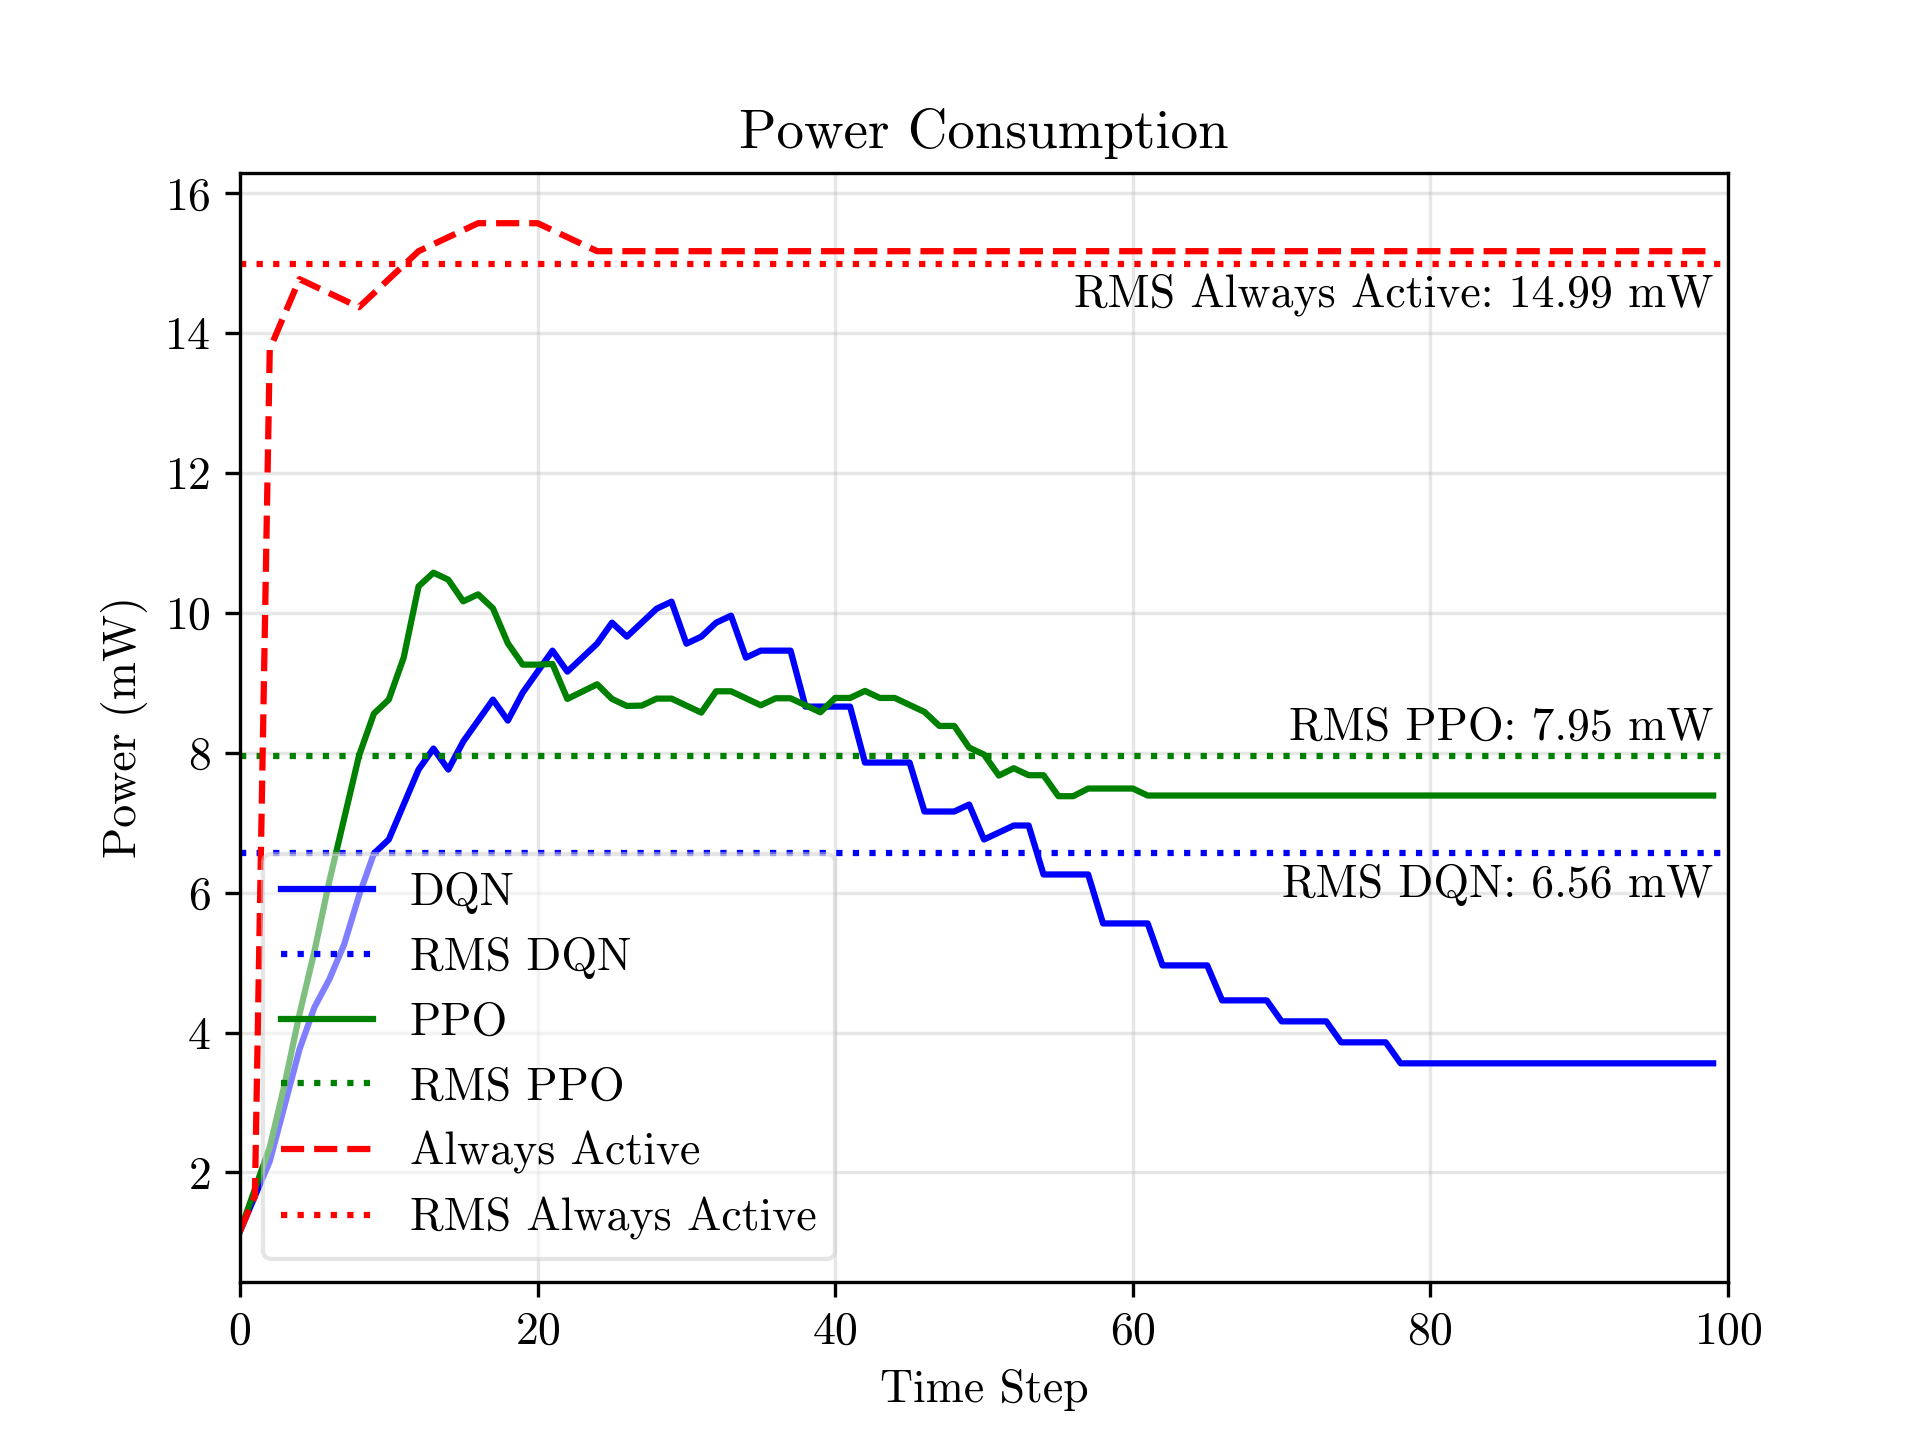 Power Consumption
16
14
12
10
8
6
4
2
Power (mW)
RMS Always Active: 14.99 mW
RMS PPO: 7.95 mW
RMS DQN: 6.56 mW
DQN
RMS DQN
PPO
RMS PPO
Always Active
RMS Always Active
0 20 40 60 80 100
Time Step